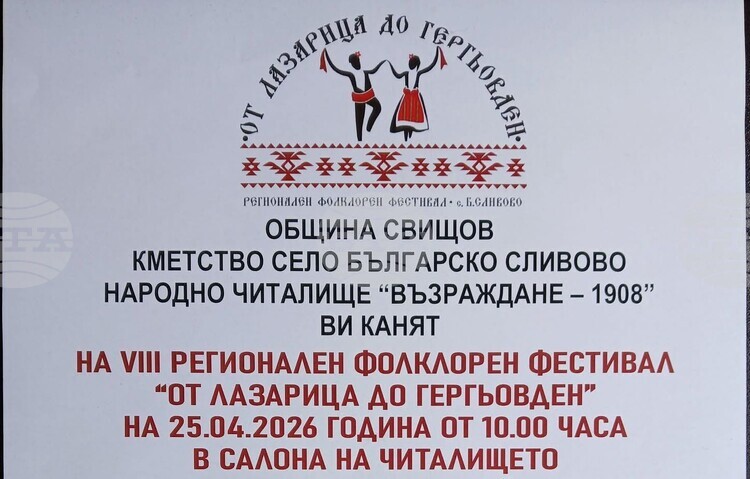 •ОТ ЛАЗАРИЦА ДО ГЕРГЬОВДЕН•
РЕГИОНАЛЕН ФОЛКЛОРЕН ФЕСТИВАЛ • с. Б.СЛИВОВО
ОБЩИНА СВИЩОВ
КМЕТСТВО СЕЛО БЪЛГАРСКО СЛИВОВО
НАРОДНО ЧИТАЛИЩЕ “ВЪЗРАЖДАНЕ – 1908”
ВИ КАНЯТ
НА VIII РЕГИОНАЛЕН ФОЛКЛОРЕН ФЕСТИВАЛ
“ОТ ЛАЗАРИЦА ДО ГЕРГЬОВДЕН”
НА 25.04.2026 ГОДИНА ОТ 10.00 ЧАСА
В САЛОНА НА ЧИТАЛИЩЕТО